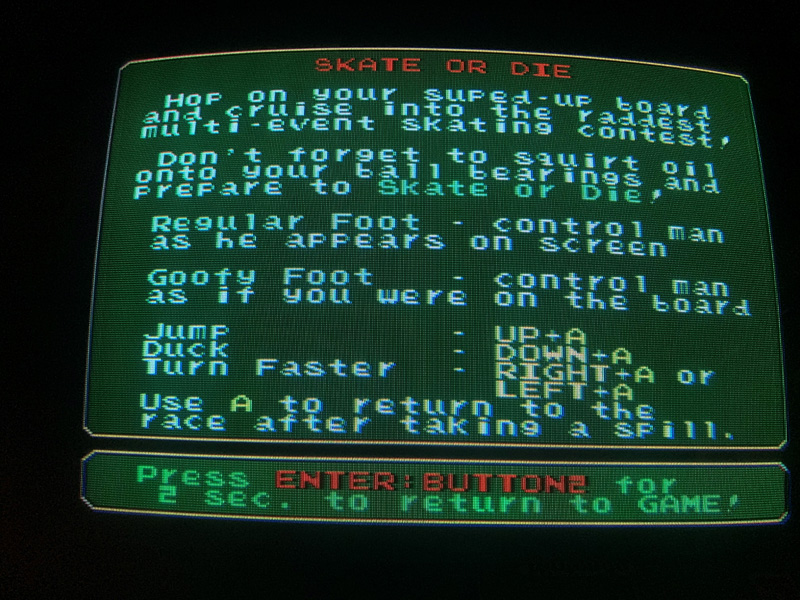 SKATE OR DIE
Hop on your suped-up board
and cruise into the raddest
multi-event skating contest,
Don't forget to squirt oil
onto your ball bearings and
prepare to Skate or Die,
Regular Foot - control man
as he appears on screen
Goofy Foot - control man
as if you were on the board
Jump - UP+A
Duck - DOWN+A
Turn Faster - RIGHT+A or
LEFT+A
Use A to return to the
race after taking a spill.
Press ENTER:BUTTON2 for
2 sec. to return to GAME!